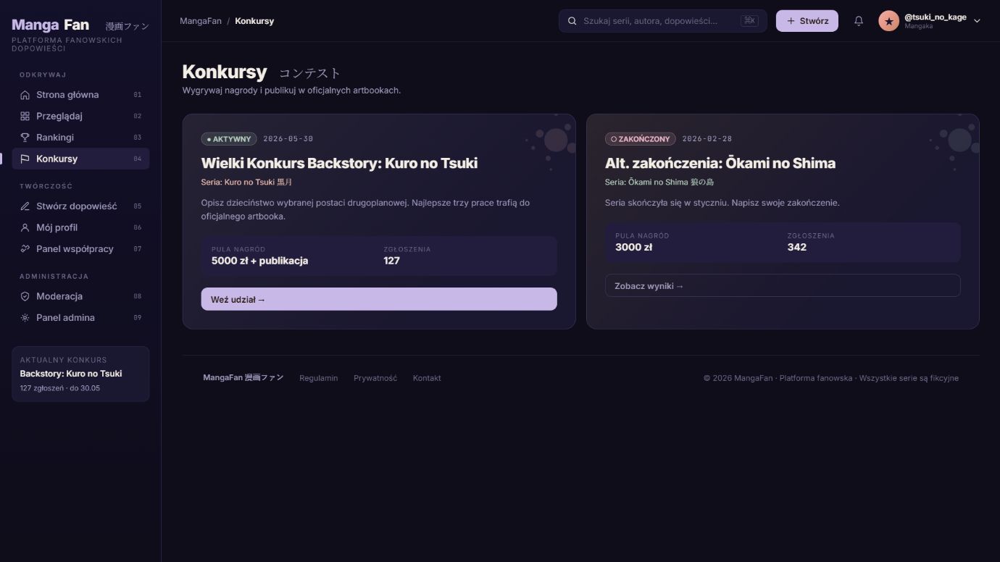 Manga Fan 漫画ファン
PLATFORMA FANOWSKICH
DOPOWIEŚCI
ODKRYWAJ
Strona główna 01
Przeglądaj 02
Rankingi 03
Konkursy 04
TWÓRCZOŚĆ
Stwórz dopowieść 05
Mój profil 06
Panel współpracy 07
ADMINISTRACJA
Moderacja 08
Panel admina 09
AKTUALNY KONKURS
Backstory: Kuro no Tsuki
127 zgłoszeń · do 30.05
MangaFan / Konkursy
Szukaj serii, autora, dopowieści... ⌘K
+ Stwórz
@tsuki_no_kage
Mangaka
Konkursy コンテスト
Wygrywaj nagrody i publikuj w oficjalnych artbookach.
● AKTYWNY 2026-05-30
Wielki Konkurs Backstory: Kuro no Tsuki
Seria: Kuro no Tsuki 黒月
Opisz dzieciństwo wybranej postaci drugoplanowej. Najlepsze trzy prace trafią do
oficjalnego artbooka.
PULA NAGRÓD ZGŁOSZENIA
5000 zł + publikacja 127
Weź udział →
○ ZAKOŃCZONY 2026-02-28
Alt. zakończenia: Ōkami no Shima
Seria: Ōkami no Shima 狼の島
Seria skończyła się w styczniu. Napisz swoje zakończenie.
PULA NAGRÓD ZGŁOSZENIA
3000 zł 342
Zobacz wyniki →
MangaFan 漫画ファン Regulamin Prywatność Kontakt
© 2026 MangaFan · Platforma fanowska · Wszystkie serie są fikcyjne